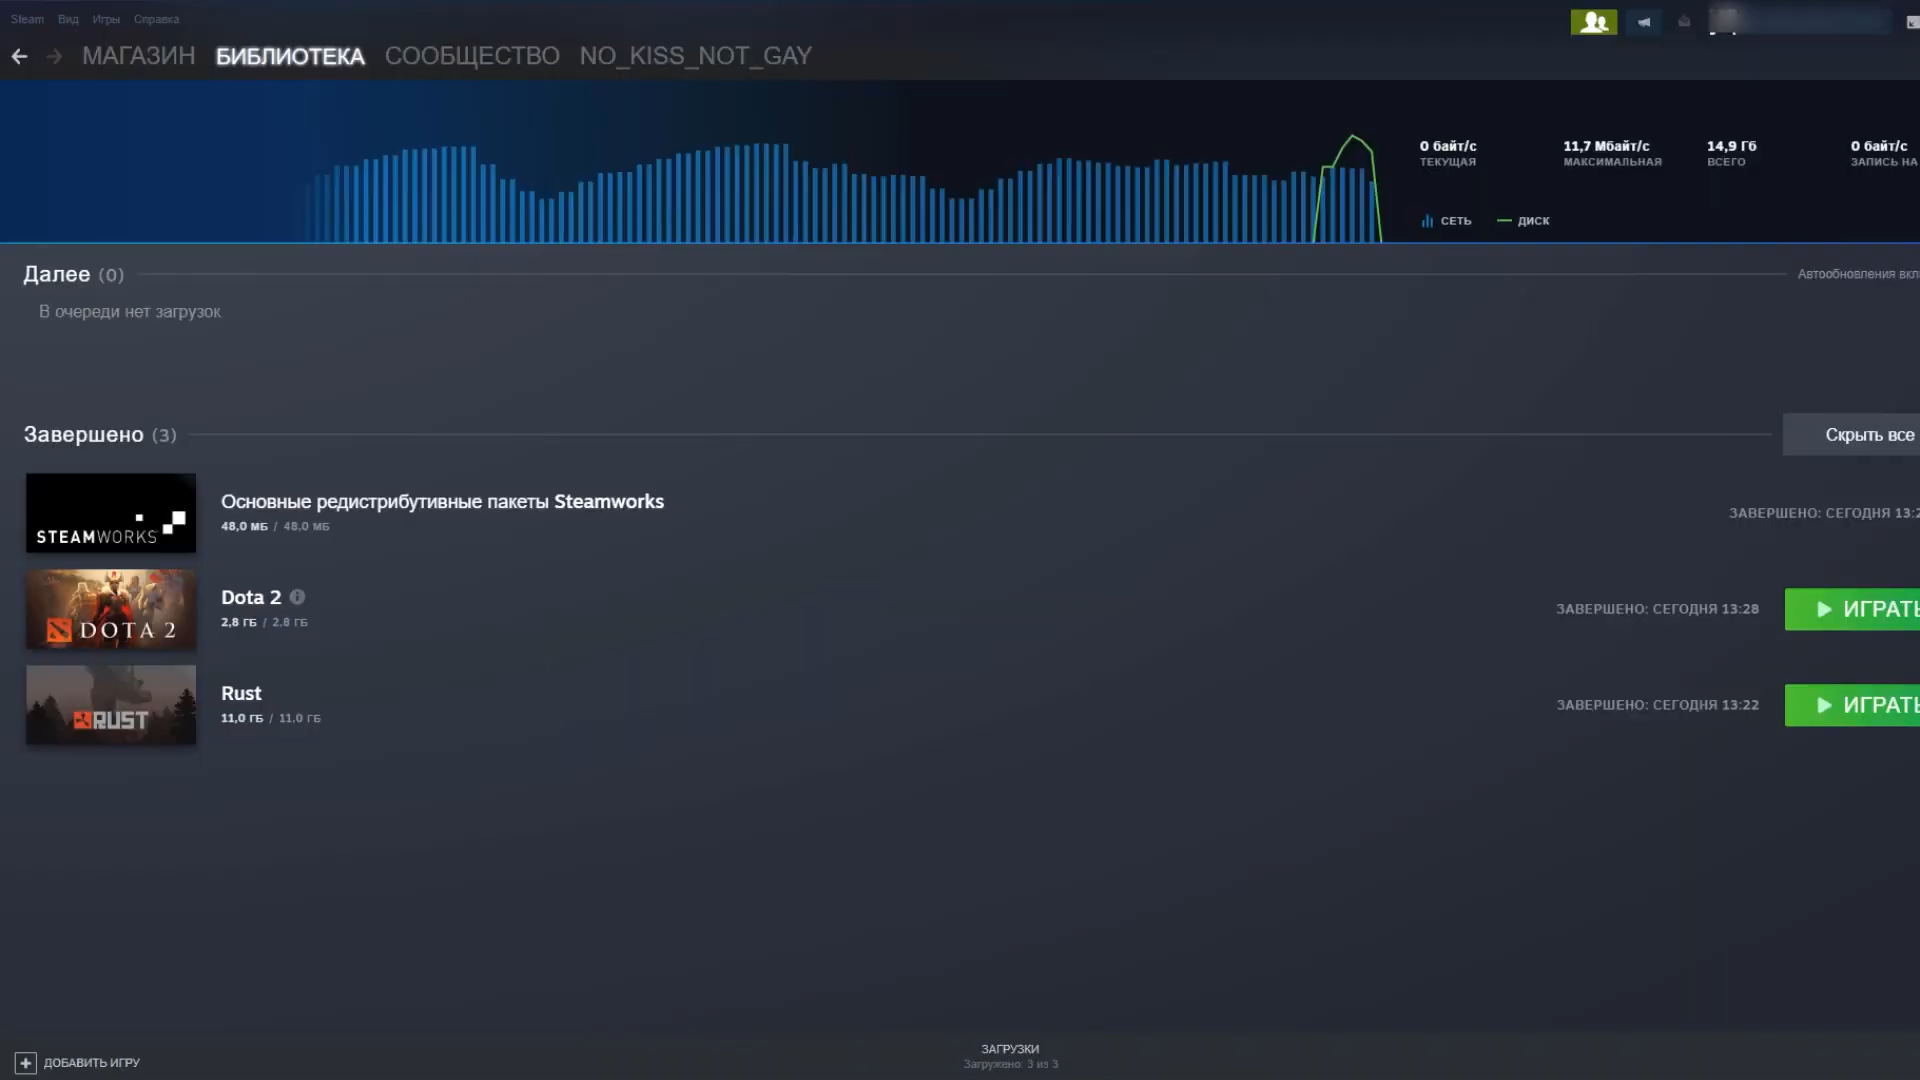 Steam Вид Игры Справка
МАГАЗИН БИБЛИОТЕКА СООБЩЕСТВО NO_KISS_NOT_GAY
0 байт/с 11,7 Мбайт/с 14,9 Гб 0 байт/с
ТЕКУЩАЯ МАКСИМАЛЬНАЯ ВСЕГО ЗАПИСЬ НА
СЕТЬ ДИСК
Далее (0)
Автообновления вкл
В очереди нет загрузок
Завершено (3)
Скрыть все
STEAMWORKS
Основные редистрибутивные пакеты Steamworks
48,0 МБ / 48,0 МБ
ЗАВЕРШЕНО: СЕГОДНЯ 13:2
DOTA 2
Dota 2
2,8 ГБ / 2,8 ГБ
ЗАВЕРШЕНО: СЕГОДНЯ 13:28
ИГРАТЬ
RUST
Rust
11,0 ГБ / 11,0 ГБ
ЗАВЕРШЕНО: СЕГОДНЯ 13:22
ИГРАТЬ
ДОБАВИТЬ ИГРУ
ЗАГРУЗКИ
Загружено: 3 из 3